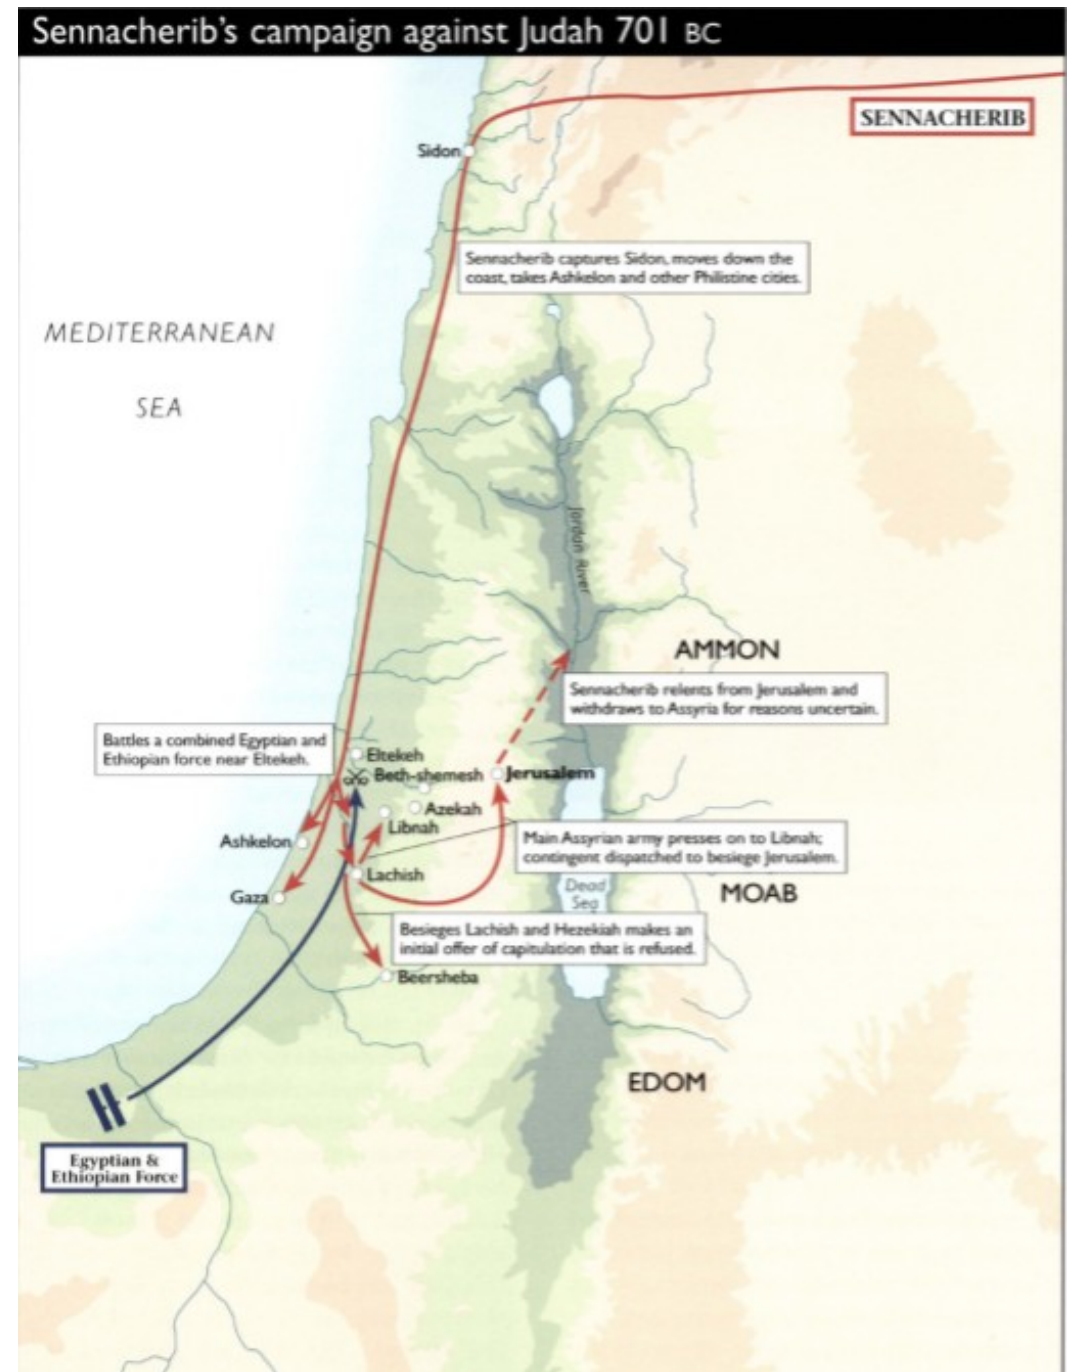 Sennacherib's campaign against Judah 701 BC
SENNACHERIB
Sidon
Sennacherib captures Sidon, moves down the
coast, takes Ashkelon and other Philistine cities.
MEDITERRANEAN
SEA
Jordan River
AMMON
Sennacherib relents from Jerusalem and
withdraws to Assyria for reasons uncertain.
Battles a combined Egyptian and
Ethiopian force near Eltekeh.
Eltekeh
Beth-shemesh
Jerusalem
Azekah
Libnah
Ashkelon
Main Assyrian army presses on to Libnah;
contingent dispatched to besiege Jerusalem.
Lachish
Gaza
Dead
Sea
MOAB
Besieges Lachish and Hezekiah makes an
initial offer of capitulation that is refused.
Beersheba
EDOM
Egyptian &
Ethiopian Force